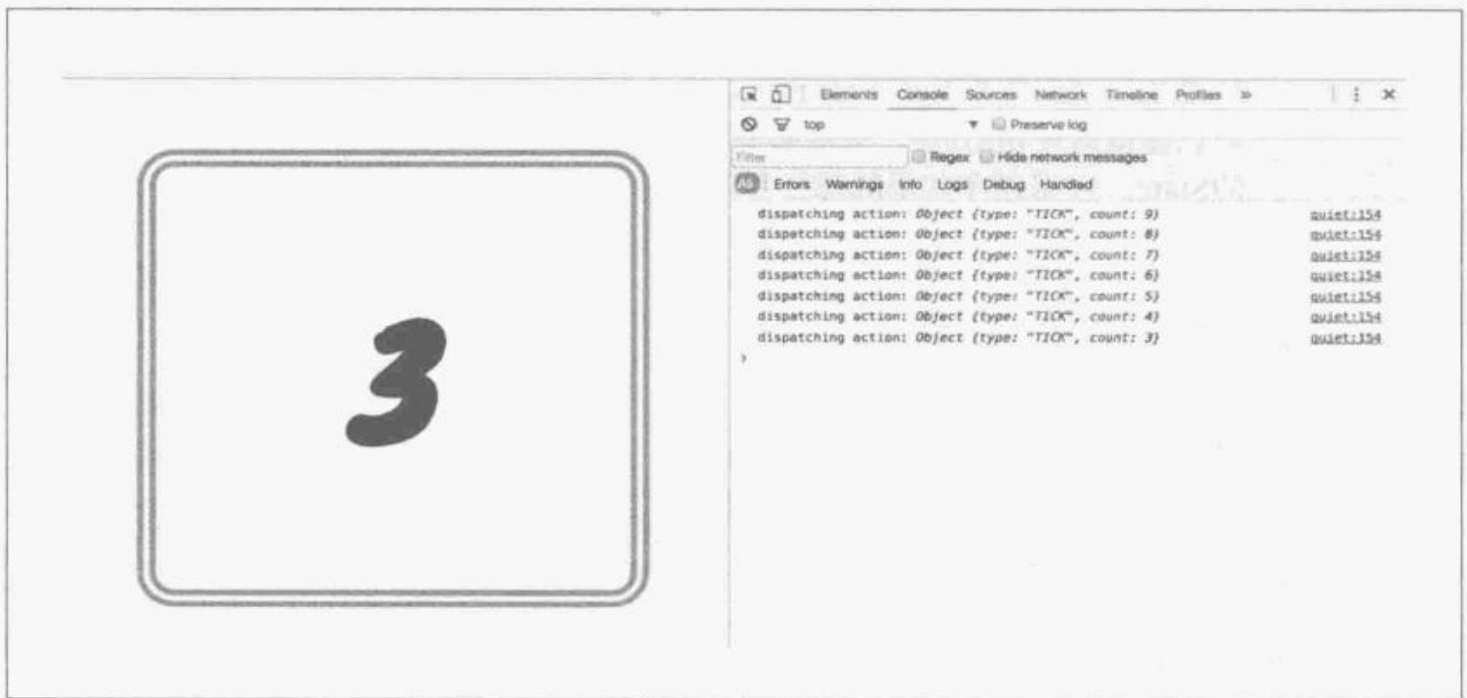 3
Elements Console Sources Network Timeline Profiles »
top Preserve log
Filter Regex Hide network messages
All Errors Warnings Info Logs Debug Handled
dispatching action: Object {type: "TICK", count: 9} quiet:154
dispatching action: Object {type: "TICK", count: 8} quiet:154
dispatching action: Object {type: "TICK", count: 7} quiet:154
dispatching action: Object {type: "TICK", count: 6} quiet:154
dispatching action: Object {type: "TICK", count: 5} quiet:154
dispatching action: Object {type: "TICK", count: 4} quiet:154
dispatching action: Object {type: "TICK", count: 3} quiet:154
>